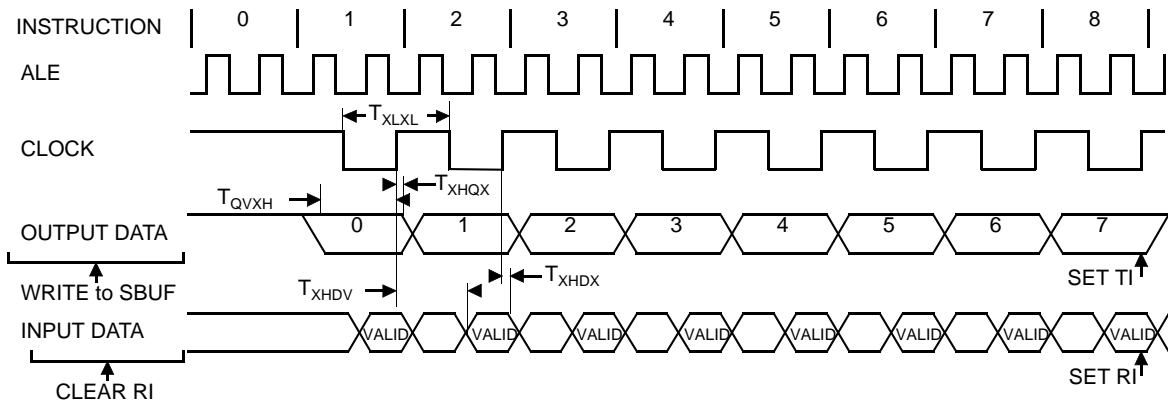 INSTRUCTION 0 1 2 3 4 5 6 7 8
ALE
T_XLXL
CLOCK
T_XHQX
T_QVXH
OUTPUT DATA 0 1 2 3 4 5 6 7
WRITE to SBUF T_XHDV T_XHDX SET TI
INPUT DATA VALID VALID VALID VALID VALID VALID VALID VALID
CLEAR RI SET RI